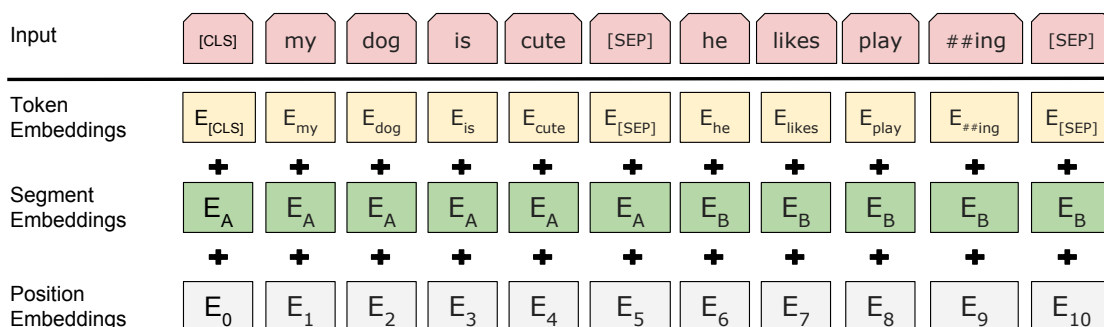 Input [CLS] my dog is cute [SEP] he likes play ##ing [SEP]
Token
Embeddings
E[CLS] Emy Edog Eis Ecute E[SEP] Ehe Elikes Eplay E##ing E[SEP]
+ + + + + + + + + + +
Segment
Embeddings
EA EA EA EA EA EA EB EB EB EB EB
+ + + + + + + + + + +
Position
Embeddings
E0 E1 E2 E3 E4 E5 E6 E7 E8 E9 E10